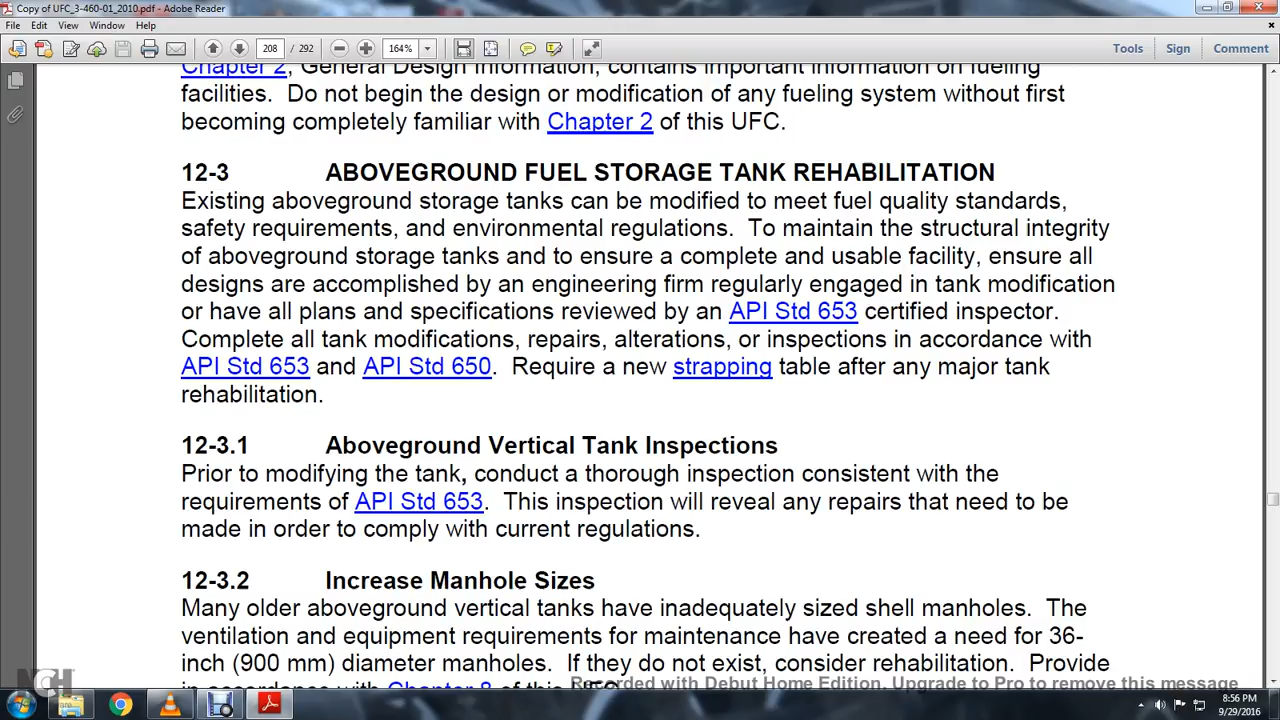 Copy of UFC_3-460-01_2010.pdf - Adobe Reader
File Edit View Window Help
208 / 292 164% Tools Sign Comment
Chapter 2, General Design Information, contains important information on fueling
facilities. Do not begin the design or modification of any fueling system without first
becoming completely familiar with Chapter 2 of this UFC.
12-3 ABOVEGROUND FUEL STORAGE TANK REHABILITATION
Existing aboveground storage tanks can be modified to meet fuel quality standards,
safety requirements, and environmental regulations. To maintain the structural integrity
of aboveground storage tanks and to ensure a complete and usable facility, ensure all
designs are accomplished by an engineering firm regularly engaged in tank modification
or have all plans and specifications reviewed by an API Std 653 certified inspector.
Complete all tank modifications, repairs, alterations, or inspections in accordance with
API Std 653 and API Std 650. Require a new strapping table after any major tank
rehabilitation.
12-3.1 Aboveground Vertical Tank Inspections
Prior to modifying the tank, conduct a thorough inspection consistent with the
requirements of API Std 653. This inspection will reveal any repairs that need to be
made in order to comply with current regulations.
12-3.2 Increase Manhole Sizes
Many older aboveground vertical tanks have inadequately sized shell manholes. The
ventilation and equipment requirements for maintenance have created a need for 36-
inch (900 mm) diameter manholes. If they do not exist, consider rehabilitation. Provide
in accordance with Chapter 8 of this UFC.
Recorded with Debut Home Edition. Upgrade to Pro to remove this message
NCH
8:56 PM
9/29/2016